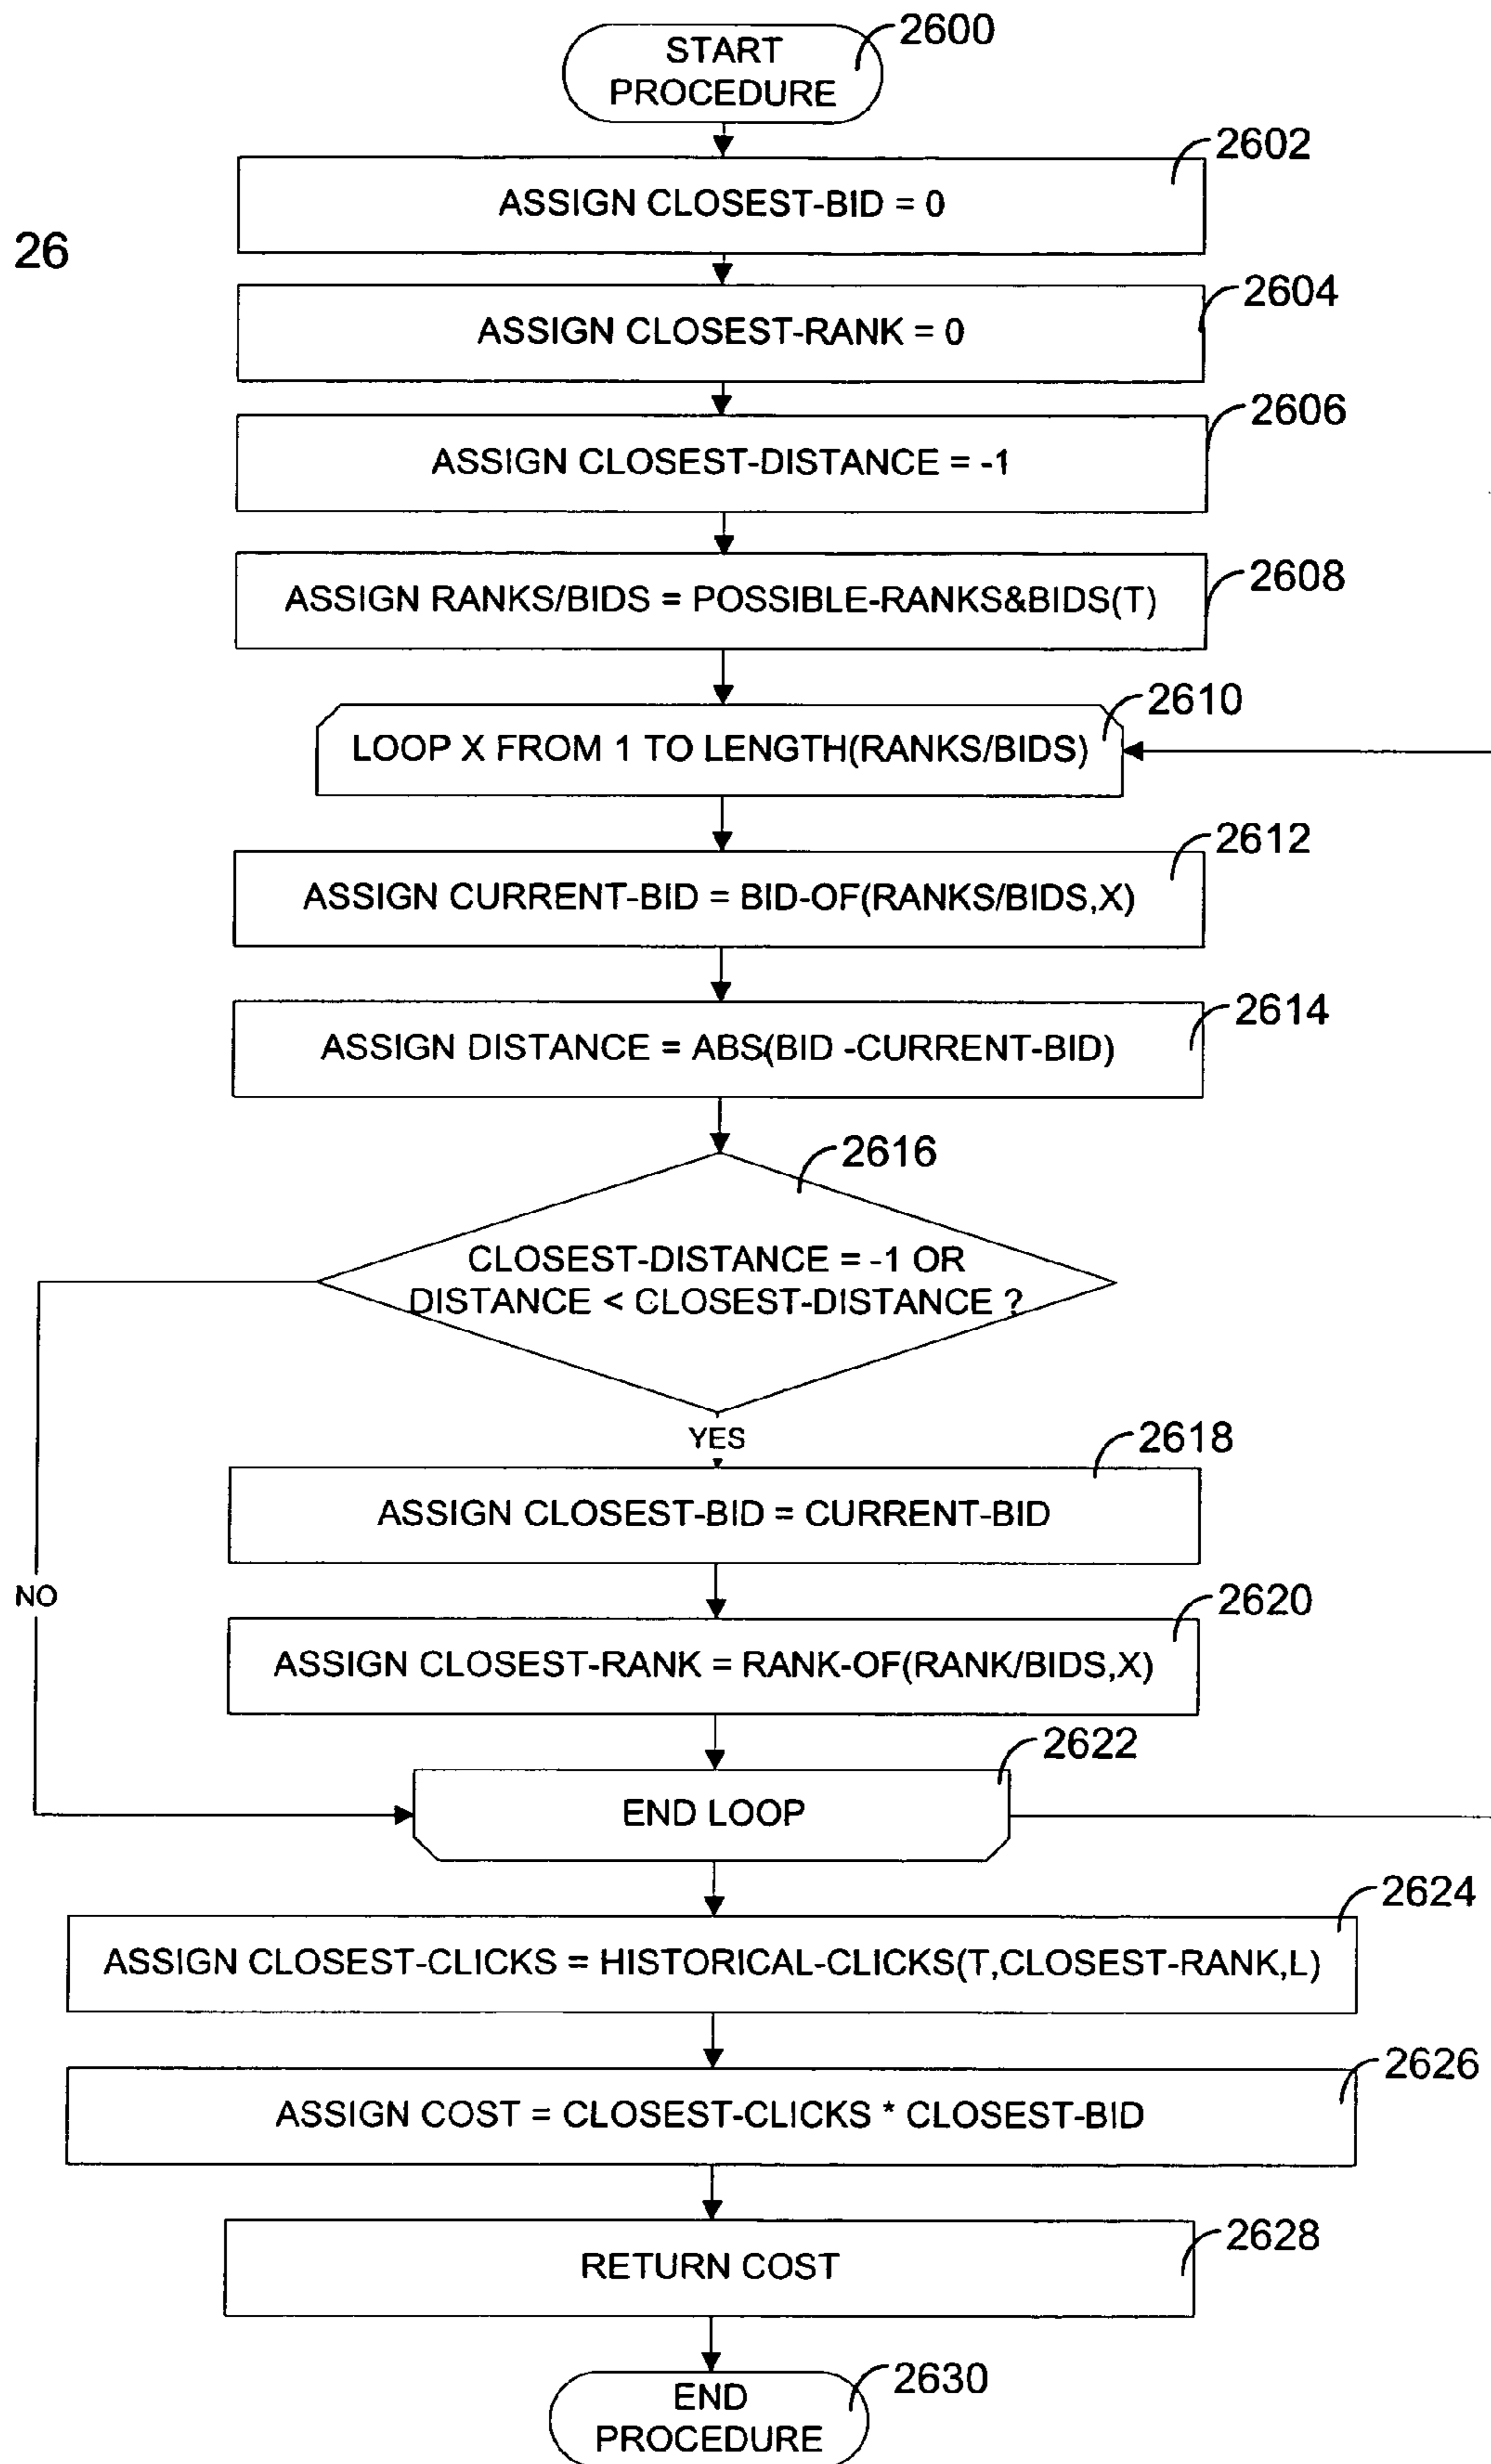 2600
START
PROCEDURE
2602
ASSIGN CLOSEST-BID = 0
26
2604
ASSIGN CLOSEST-RANK = 0
2606
ASSIGN CLOSEST-DISTANCE = -1
2608
ASSIGN RANKS/BIDS = POSSIBLE-RANKS&BIDS(T)
2610
LOOP X FROM 1 TO LENGTH(RANKS/BIDS)
2612
ASSIGN CURRENT-BID = BID-OF(RANKS/BIDS,X)
2614
ASSIGN DISTANCE = ABS(BID -CURRENT-BID)
2616
CLOSEST-DISTANCE = -1 OR
DISTANCE < CLOSEST-DISTANCE ?
YES
2618
ASSIGN CLOSEST-BID = CURRENT-BID
NO
2620
ASSIGN CLOSEST-RANK = RANK-OF(RANK/BIDS,X)
2622
END LOOP
2624
ASSIGN CLOSEST-CLICKS = HISTORICAL-CLICKS(T,CLOSEST-RANK,L)
2626
ASSIGN COST = CLOSEST-CLICKS * CLOSEST-BID
2628
RETURN COST
2630
END
PROCEDURE